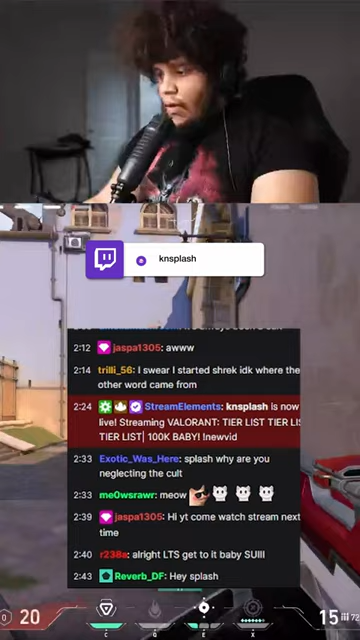 knsplash
2:12 jaspa1305: awww
2:14 trilli_56: I swear I started shrek idk where the
other word came from
2:24 StreamElements: knsplash is now
live! Streaming VALORANT: TIER LIST TIER LI
TIER LIST| 100K BABY! !newvid
2:33 Exotic_Was_Here: splash why are you
neglecting the cult
2:33 me0wsrawr: meow
2:39 jaspa1305: Hi yt come watch stream next
time
2:40 r238a: alright LTS get to it baby SUIII
2:43 Reverb_DF: Hey splash
20
C
Q
E
15
73